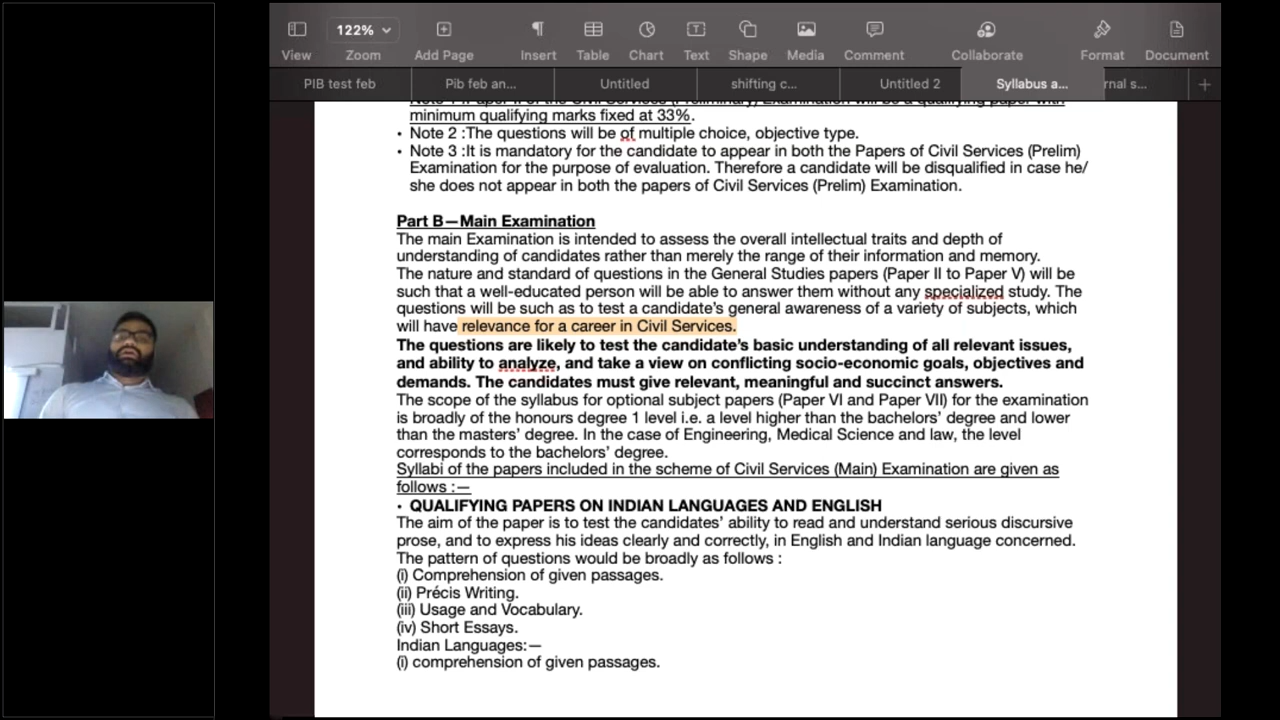 122%
View
Zoom
Add Page
Insert
Table
Chart
Text
Shape
Media
Comment
Collaborate
Format
Document
PIB test feb
Pib feb an...
Untitled
shifting c...
Untitled 2
Syllabus a...
rnal s...
Note 1 :Paper II of the Civil Services (Preliminary) Examination will be a qualifying paper with
minimum qualifying marks fixed at 33%.
• Note 2 :The questions will be of multiple choice, objective type.
• Note 3 :It is mandatory for the candidate to appear in both the Papers of Civil Services (Prelim)
Examination for the purpose of evaluation. Therefore a candidate will be disqualified in case he/
she does not appear in both the papers of Civil Services (Prelim) Examination.
Part B—Main Examination
The main Examination is intended to assess the overall intellectual traits and depth of
understanding of candidates rather than merely the range of their information and memory.
The nature and standard of questions in the General Studies papers (Paper II to Paper V) will be
such that a well-educated person will be able to answer them without any specialized study. The
questions will be such as to test a candidate's general awareness of a variety of subjects, which
will have relevance for a career in Civil Services.
The questions are likely to test the candidate's basic understanding of all relevant issues,
and ability to analyze, and take a view on conflicting socio-economic goals, objectives and
demands. The candidates must give relevant, meaningful and succinct answers.
The scope of the syllabus for optional subject papers (Paper VI and Paper VII) for the examination
is broadly of the honours degree 1 level i.e. a level higher than the bachelors' degree and lower
than the masters' degree. In the case of Engineering, Medical Science and law, the level
corresponds to the bachelors' degree.
Syllabi of the papers included in the scheme of Civil Services (Main) Examination are given as
follows :—
• QUALIFYING PAPERS ON INDIAN LANGUAGES AND ENGLISH
The aim of the paper is to test the candidates' ability to read and understand serious discursive
prose, and to express his ideas clearly and correctly, in English and Indian language concerned.
The pattern of questions would be broadly as follows :
(i) Comprehension of given passages.
(ii) Précis Writing.
(iii) Usage and Vocabulary.
(iv) Short Essays.
Indian Languages:—
(i) comprehension of given passages.